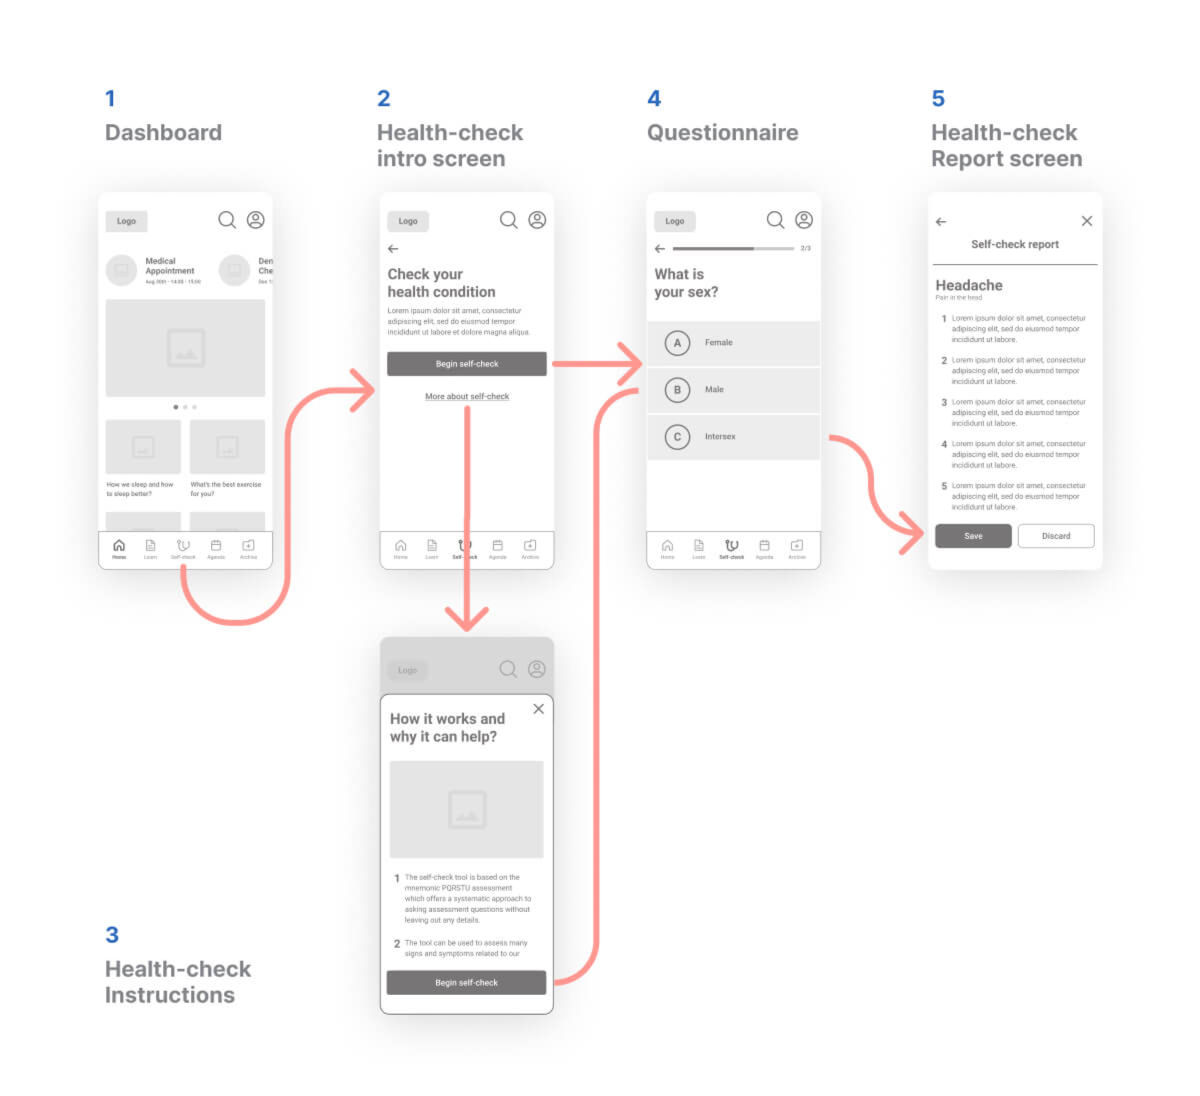 1
Dashboard
2
Health-check
intro screen
4
Questionnaire
5
Health-check
Report screen
Logo
Medical
Appointment
Aug 30th - 14:00 - 15:00
Den
Che
Dec 1
How we sleep and how
to sleep better?
What's the best exercise
for you?
Home
Learn
Self-check
Agenda
Archive
Logo
Check your
health condition
Lorem ipsum dolor sit amet, consectetur
adipiscing elit, sed do eiusmod tempor
incididunt ut labore et dolore magna aliqua.
Begin self-check
More about self-check
Home
Learn
Self-check
Agenda
Archive
Logo
2/3
What is
your sex?
A
Female
B
Male
C
Intersex
Home
Learn
Self-check
Agenda
Archive
Self-check report
Headache
Pain in the head
1 Lorem ipsum dolor sit amet, consectetur
adipiscing elit, sed do eiusmod tempor
incididunt ut labore.
2 Lorem ipsum dolor sit amet, consectetur
adipiscing elit, sed do eiusmod tempor
incididunt ut labore.
3 Lorem ipsum dolor sit amet, consectetur
adipiscing elit, sed do eiusmod tempor
incididunt ut labore.
4 Lorem ipsum dolor sit amet, consectetur
adipiscing elit, sed do eiusmod tempor
incididunt ut labore.
5 Lorem ipsum dolor sit amet, consectetur
adipiscing elit, sed do eiusmod tempor
incididunt ut labore.
Save
Discard
3
Health-check
Instructions
Logo
How it works and
why it can help?
1 The self-check tool is based on the
mnemonic PQRSTU assessment
which offers a systematic approach to
asking assessment questions without
leaving out any details.
2 The tool can be used to assess many
signs and symptoms related to our
Begin self-check